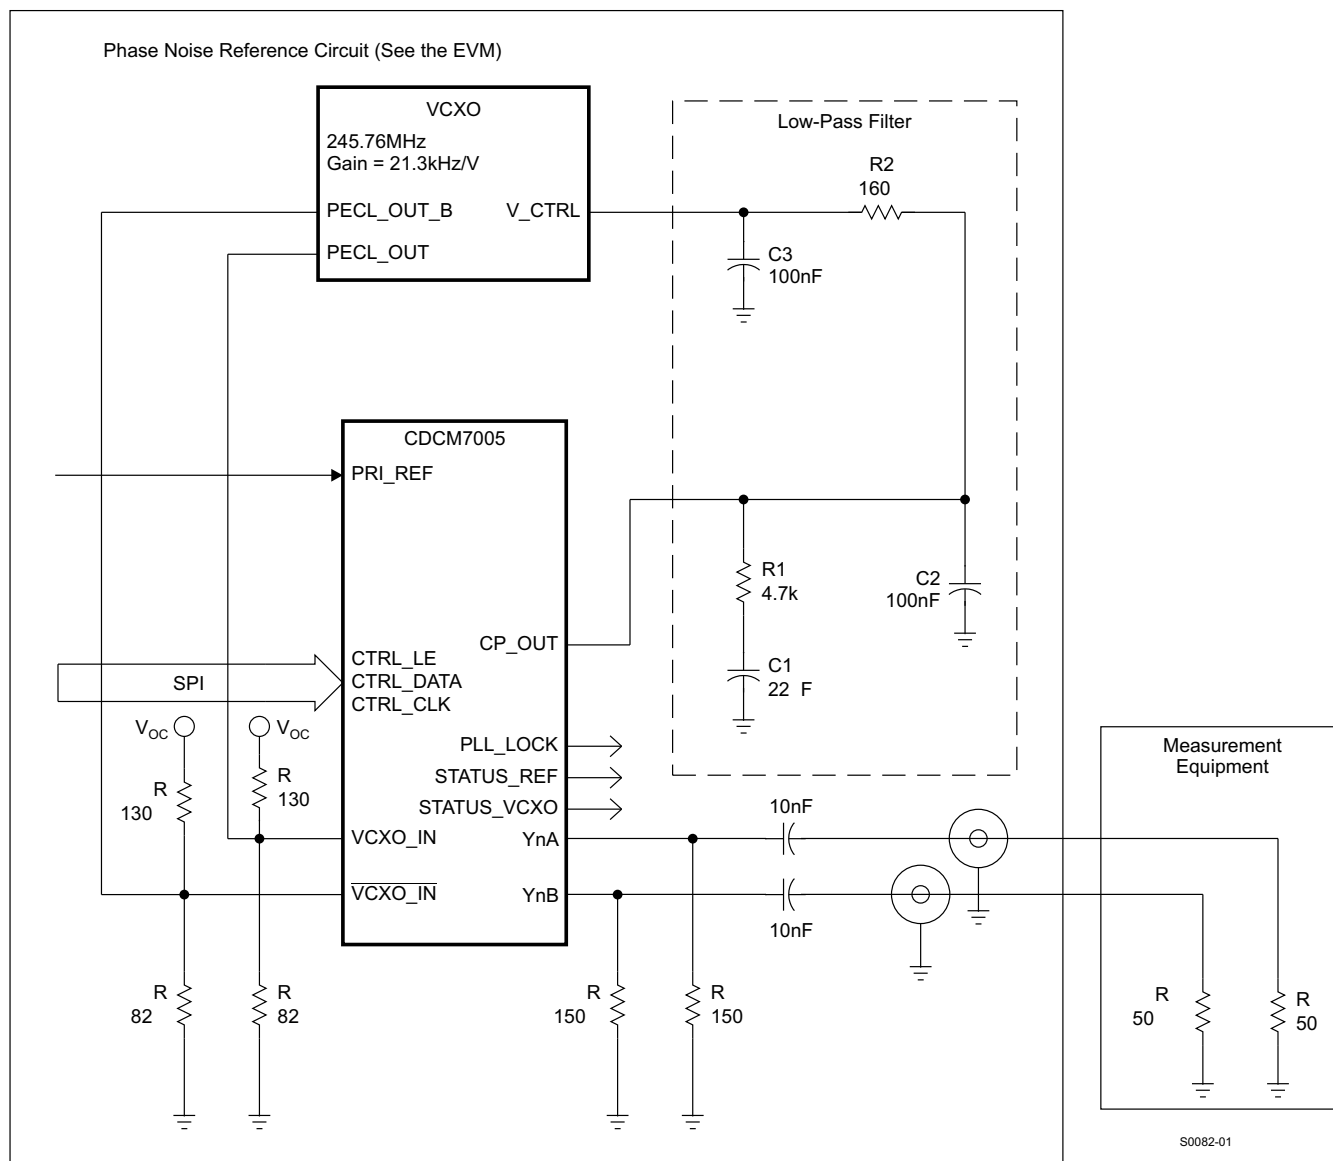 Phase Noise Reference Circuit (See the EVM)
VCXO
245.76MHz
Gain = 21.3kHz/V
PECL_OUT_B
V_CTRL
PECL_OUT
Low-Pass Filter
R2
160
C3
100nF
CDCM7005
PRI_REF
R1
4.7k
C2
100nF
CP_OUT
C1
22 F
CTRL_LE
CTRL_DATA
CTRL_CLK
SPI
VOC
VOC
R
130
R
130
PLL_LOCK
STATUS_REF
STATUS_VCXO
VCXO_IN
YnA
VCXO_IN
YnB
10nF
10nF
Measurement
Equipment
R
82
R
82
R
150
R
150
R
50
R
50
S0082-01